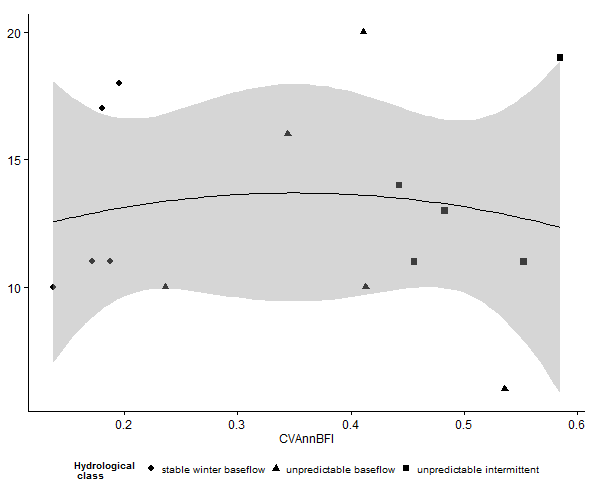 20
15
10
0.2 0.3 0.4 0.5 0.6
CVAnnBFI
Hydrological
class
stable winter baseflow unpredictable baseflow unpredictable intermittent